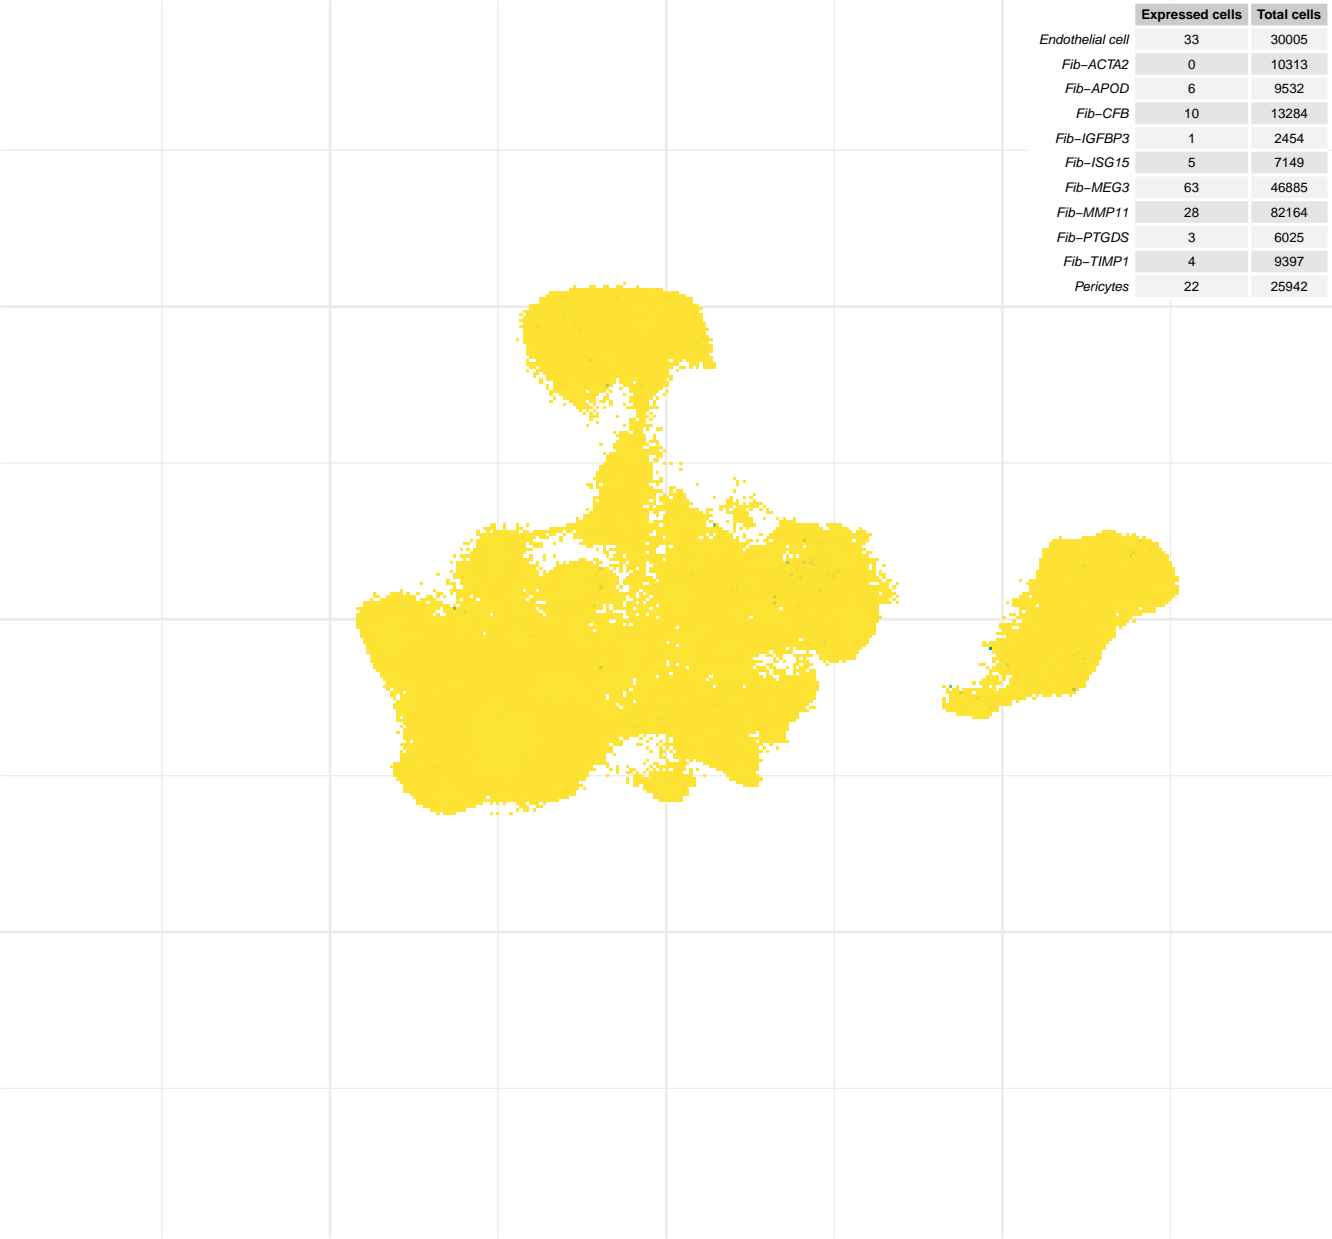 Expressed cells Total cells
Endothelial cell 33 30005
Fib−ACTA2 0 10313
Fib−APOD 6 9532
Fib−CFB 10 13284
Fib−IGFBP3 1 2454
Fib−ISG15 5 7149
Fib−MEG3 63 46885
Fib−MMP11 28 82164
Fib−PTGDS 3 6025
Fib−TIMP1 4 9397
Pericytes 22 25942